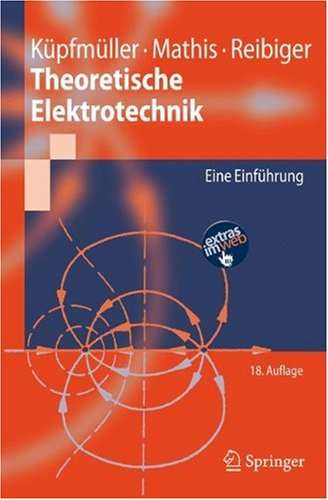 Küpfmüller · Mathis · Reibiger
Theoretische
Elektrotechnik
Eine Einführung
extras
im web
18. Auflage
Springer